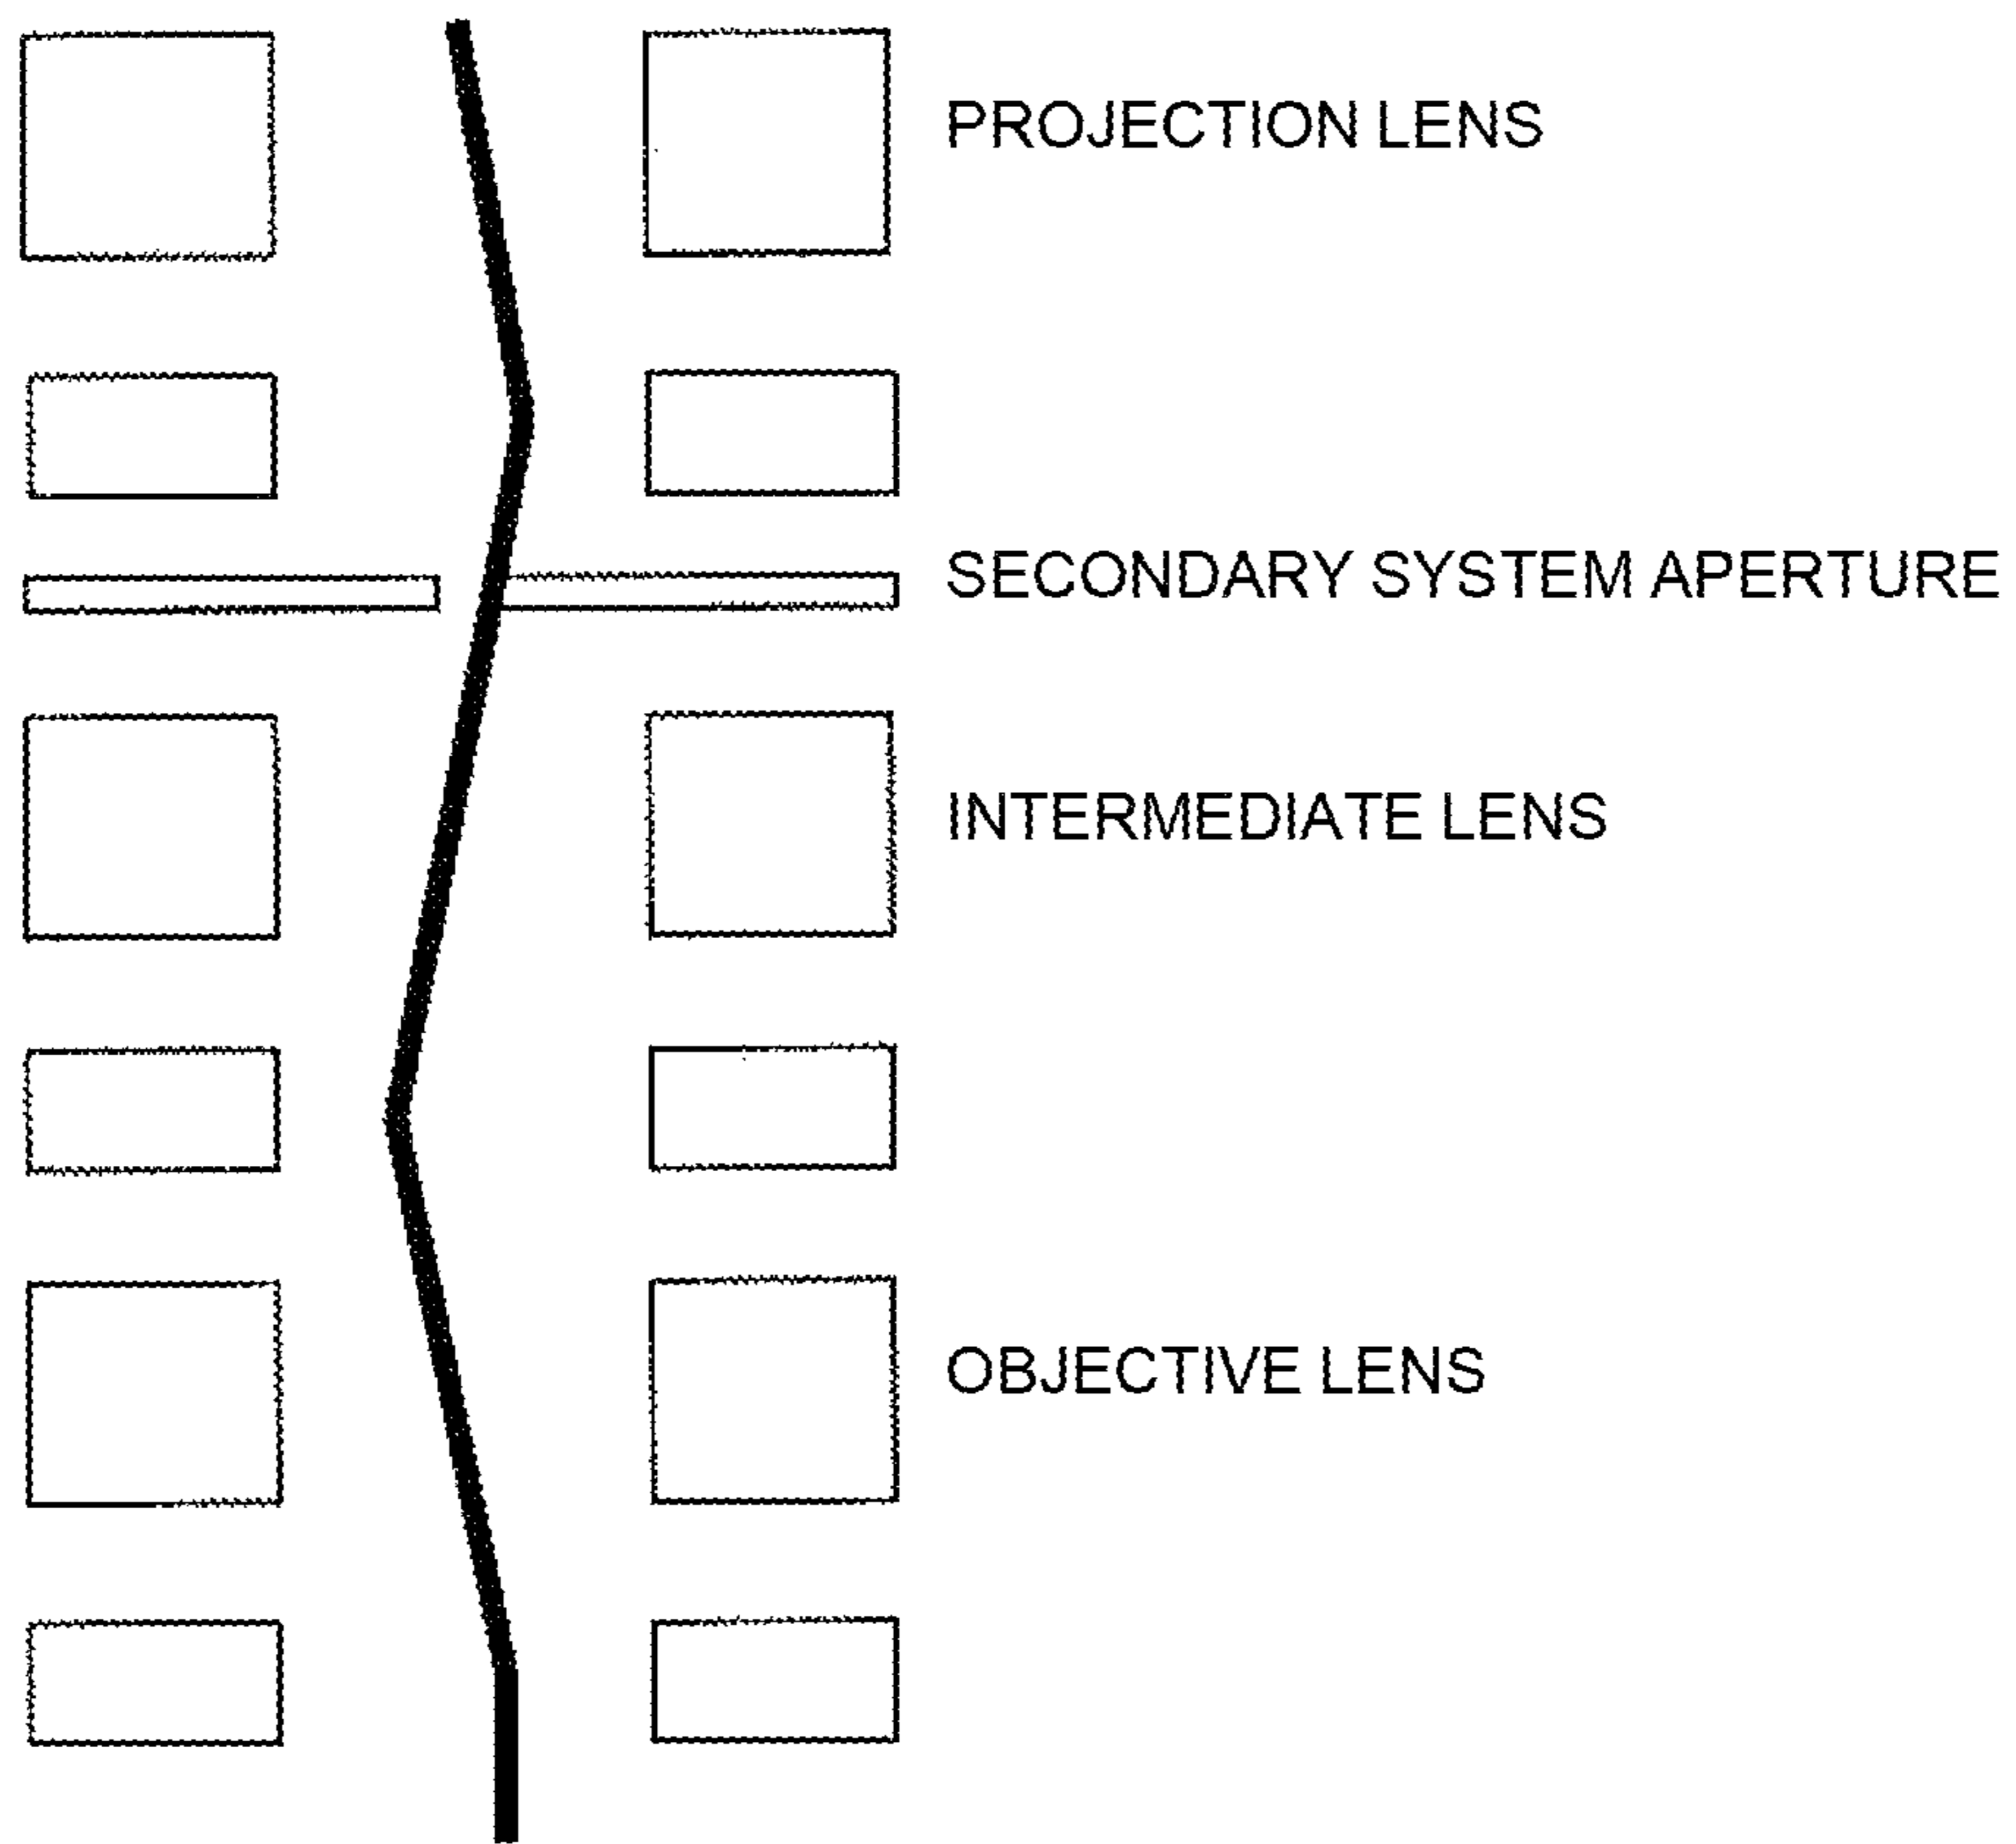 PROJECTION LENS
SECONDARY SYSTEM APERTURE
INTERMEDIATE LENS
OBJECTIVE LENS